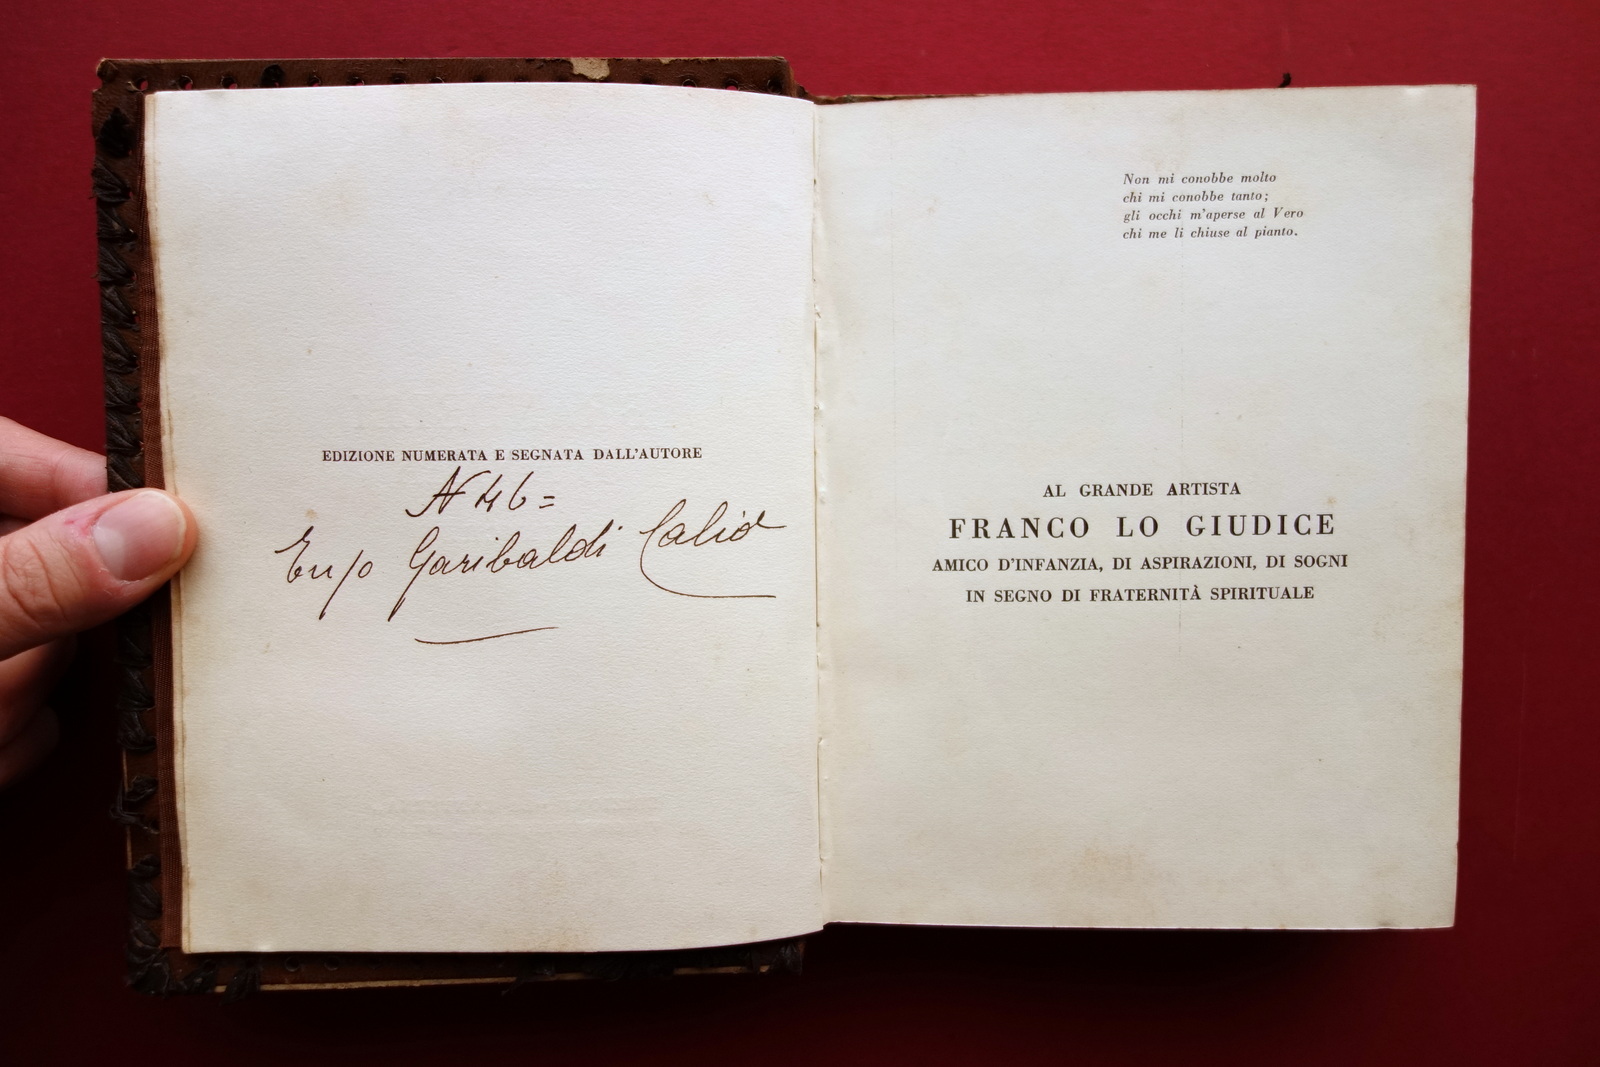 EDIZIONE NUMERATA E SEGNATA DALL'AUTORE
N 46=
Enzo Garibaldi Caliò
Non mi conobbe molto
chi mi conobbe tanto;
gli occhi m'aperse al Vero
chi me li chiuse al pianto.
AL GRANDE ARTISTA
FRANCO LO GIUDICE
AMICO D'INFANZIA, DI ASPIRAZIONI, DI SOGNI
IN SEGNO DI FRATERNITÀ SPIRITUALE